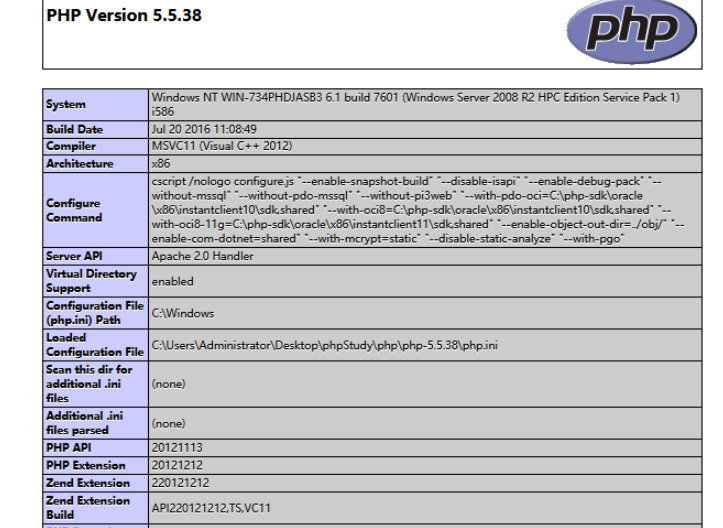 PHP Version 5.5.38
php
System
Windows NT WIN-734PHDJASB3 6.1 build 7601 (Windows Server 2008 R2 HPC Edition Service Pack 1)
i586
Build Date
Jul 20 2016 11:08:49
Compiler
MSVC11 (Visual C++ 2012)
Architecture
x86
Configure
Command
cscript /nologo configure.js "--enable-snapshot-build" "--disable-isapi" "--enable-debug-pack" "--
without-mssql" "--without-pdo-mssql" "--without-pi3web" "--with-pdo-oci=C:\php-sdk\oracle
\x86\instantclient10\sdk,shared" "--with-oci8=C:\php-sdk\oracle\x86\instantclient10\sdk,shared" "--
with-oci8-11g=C:\php-sdk\oracle\x86\instantclient11\sdk,shared" "--enable-object-out-dir=../obj/" "--
enable-com-dotnet=shared" "--with-mcrypt=static" "--disable-static-analyze" "--with-pgo"
Server API
Apache 2.0 Handler
Virtual Directory
Support
enabled
Configuration File
(php.ini) Path
C:\Windows
Loaded
Configuration File
C:\Users\Administrator\Desktop\phpStudy\php\php-5.5.38\php.ini
Scan this dir for
additional .ini
files
(none)
Additional .ini
files parsed
(none)
PHP API
20121113
PHP Extension
20121212
Zend Extension
220121212
Zend Extension
Build
API220121212,TS,VC11